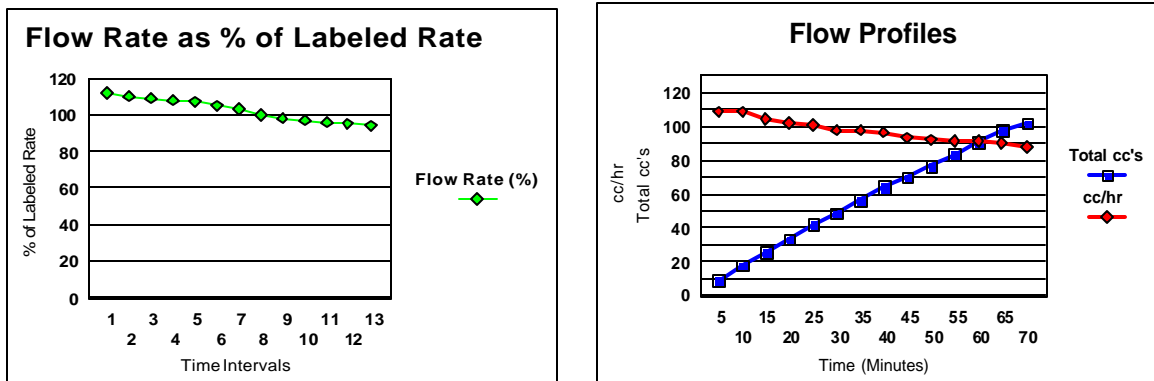 Flow Rate as % of Labeled Rate
% of Labeled Rate
120
100
80
60
40
20
0
1 3 5 7 9 11 13
2 4 6 8 10 12
Time Intervals
Flow Rate (%)
Flow Profiles
cc/hr
Total cc's
120
100
80
60
40
20
0
5 15 25 35 45 55 65
10 20 30 40 50 60 70
Time (Minutes)
Total cc's
cc/hr